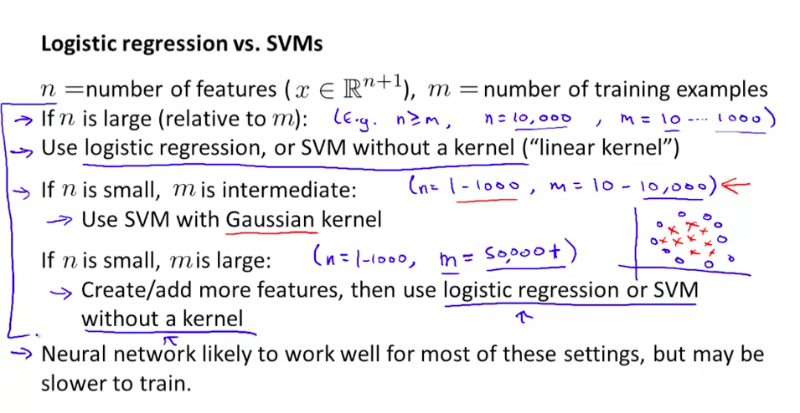 Logistic regression vs. SVMs
n =number of features (x ∈ ℝⁿ⁺¹), m = number of training examples
→ If n is large (relative to m): (E.g. n ≥ m, n = 10,000, m = 10 .... 1000)
→ Use logistic regression, or SVM without a kernel (“linear kernel”)
→ If n is small, m is intermediate: (n = 1 - 1000, m = 10 - 10,000) ←
→ Use SVM with Gaussian kernel
If n is small, m is large: (n = 1 - 1000, m = 50,000+)
→ Create/add more features, then use logistic regression or SVM
without a kernel
→ Neural network likely to work well for most of these settings, but may be
slower to train.